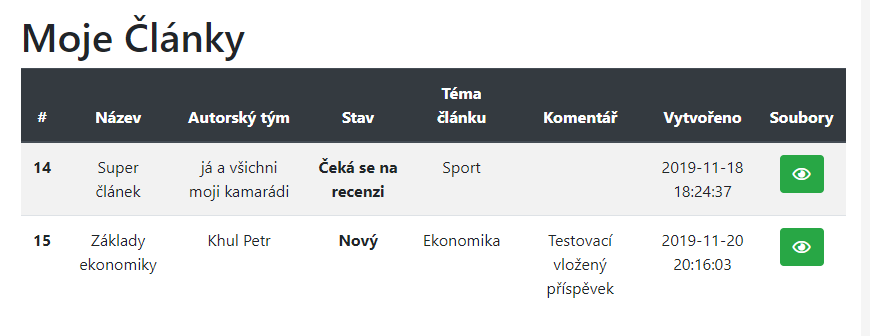 Moje Články
# Název Autorský tým Stav Téma článku Komentář Vytvořeno Soubory
14 Super článek já a všichni moji kamarádi Čeká se na recenzi Sport 2019-11-18 18:24:37
15 Základy ekonomiky Khul Petr Nový Ekonomika Testovací vložený příspěvek 2019-11-20 20:16:03